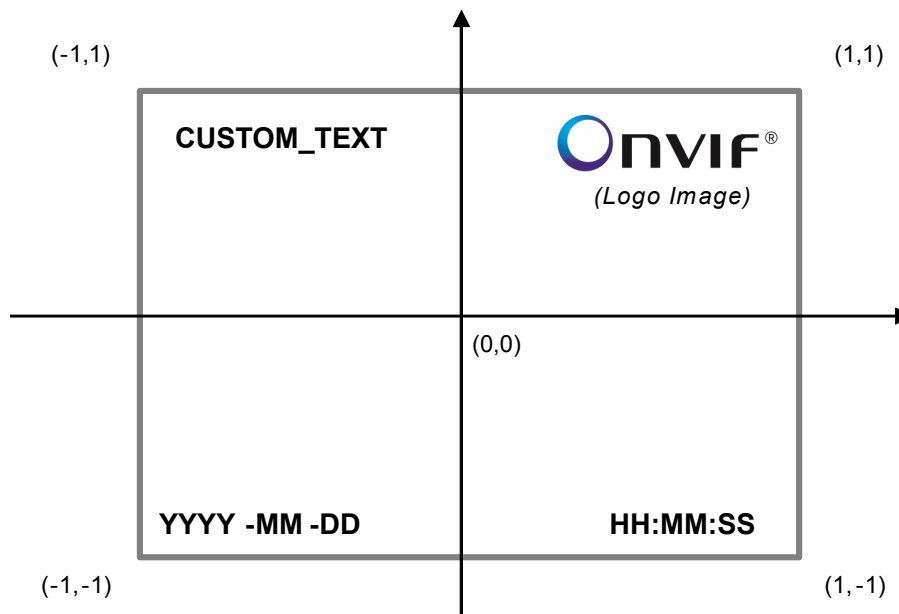 (-1,1) (1,1)
CUSTOM_TEXT Onvif®
(Logo Image)
(0,0)
YYYY -MM -DD HH:MM:SS
(-1,-1) (1,-1)